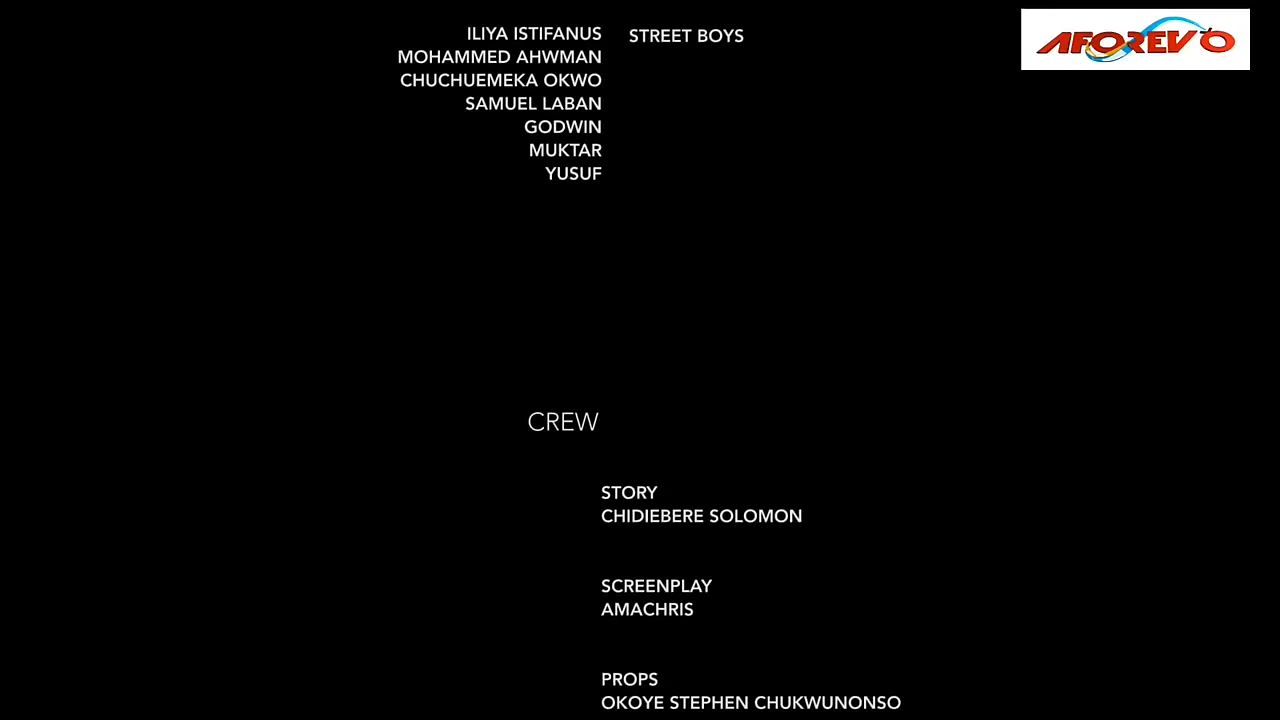 ILIYA ISTIFANUS STREET BOYS
MOHAMMED AHWMAN
CHUCHUEMEKA OKWO
SAMUEL LABAN
GODWIN
MUKTAR
YUSUF
AFOREVO
CREW
STORY
CHIDIEBERE SOLOMON
SCREENPLAY
AMACHRIS
PROPS
OKOYE STEPHEN CHUKWUNONSO